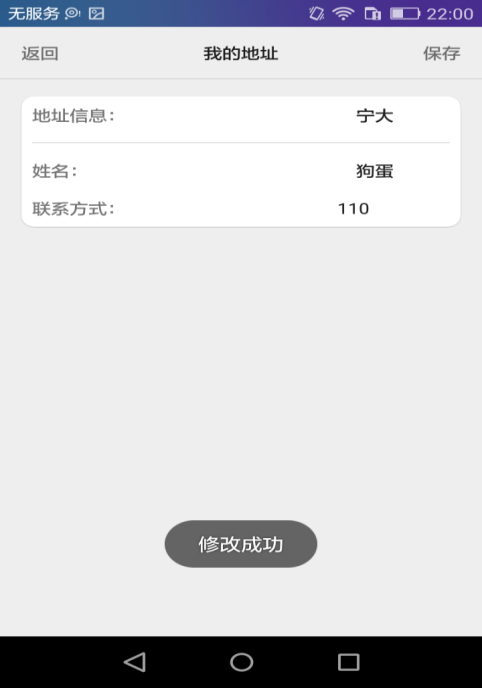 无服务 22:00
返回 我的地址 保存
地址信息： 宁大
姓名： 狗蛋
联系方式： 110
修改成功